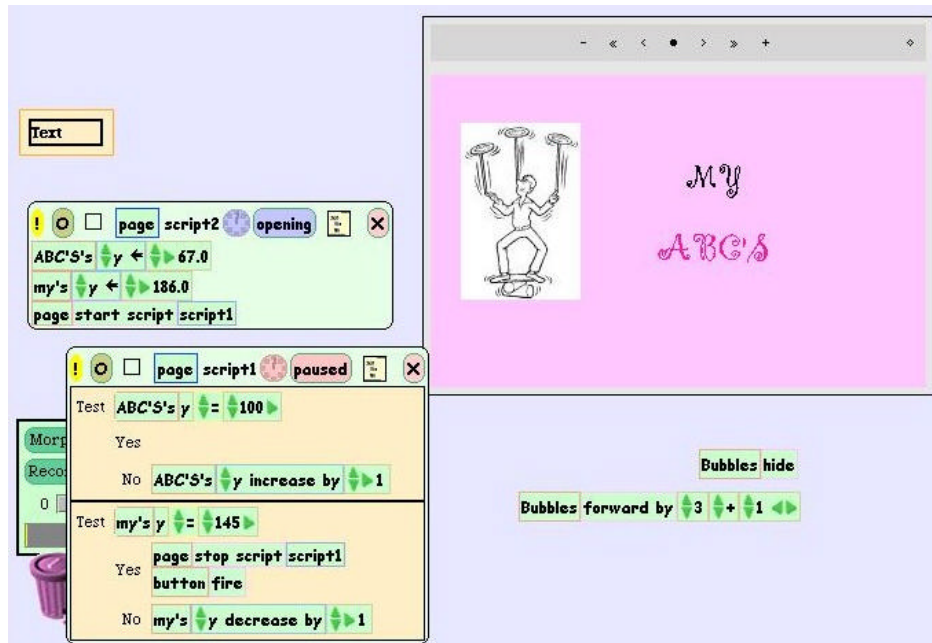 - « < ● > » + ◇
Text
MY
ABC'S
! O page script2 opening X
ABC'S's y ← 67.0
my's y ← 186.0
page start script script1
! O page script1 paused X
Test ABC'S's y = 100
Yes
No ABC'S's y increase by 1
Test my's y = 145
Yes page stop script script1
button fire
No my's y decrease by 1
0
Bubbles hide
Bubbles forward by 3 + 1